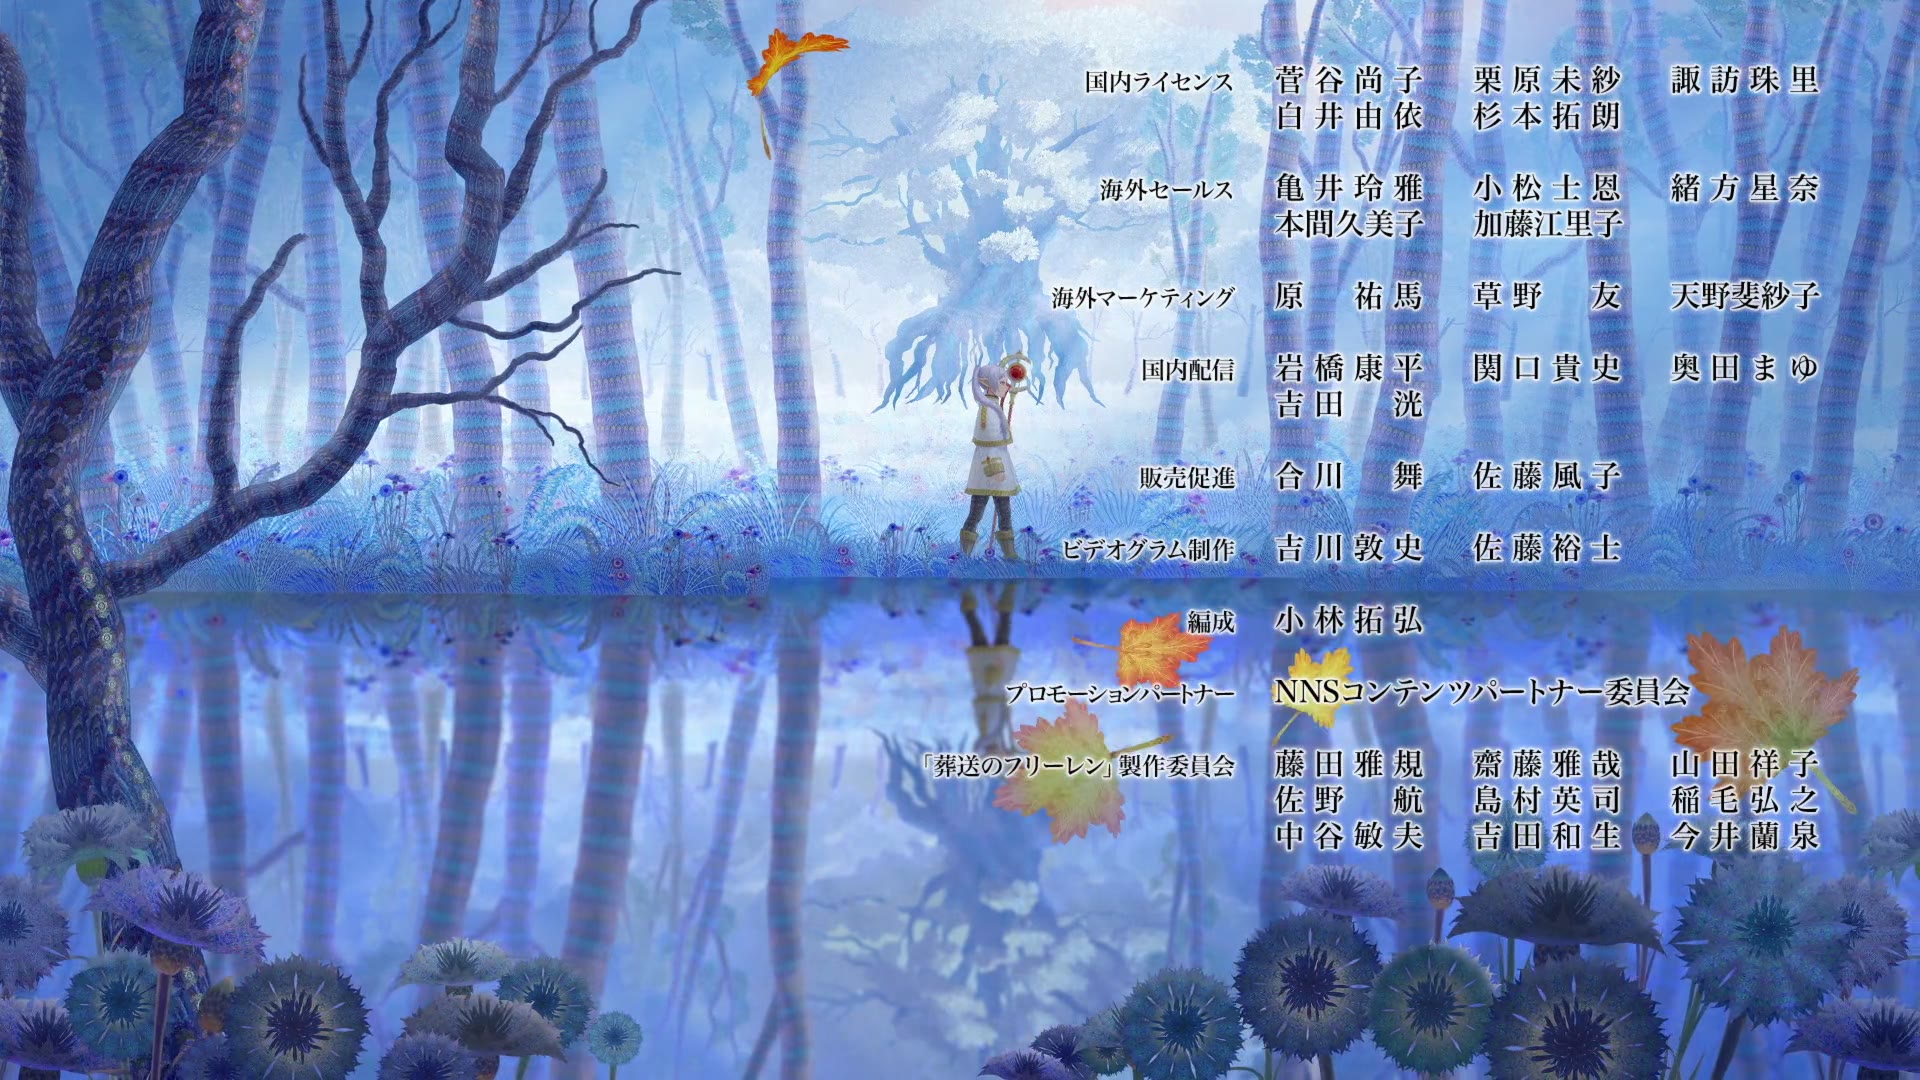 国内ライセンス 菅谷尚子 栗原未紗 諏訪珠里
白井由依 杉本拓朗
海外セールス 亀井玲雅 小松士恩 緒方星奈
本間久美子 加藤江里子
海外マーケティング 原 祐馬 草野 友 天野斐紗子
国内配信 岩橋康平 関口貴史 奥田まゆ
吉田 洸
販売促進 合川 舞 佐藤風子
ビデオグラム制作 吉川敦史 佐藤裕士
編成 小林拓弘
プロモーションパートナー NNSコンテンツパートナー委員会
「葬送のフリーレン」製作委員会 藤田雅規 齋藤雅哉 山田祥子
佐野 航 島村英司 稲毛弘之
中谷敏夫 吉田和生 今井蘭泉